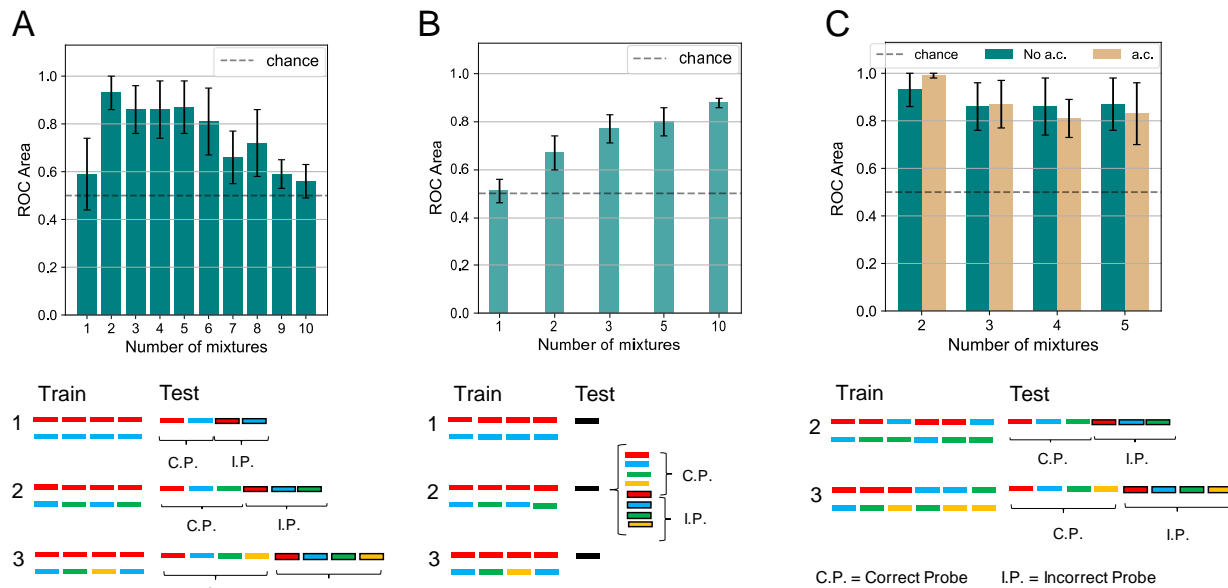 A
chance
ROC Area
1.0
0.8
0.6
0.4
0.2
0.0
1 2 3 4 5 6 7 8 9 10
Number of mixtures
Train Test
1
C.P. I.P.
2
C.P. I.P.
3
B
chance
ROC Area
1.0
0.8
0.6
0.4
0.2
0.0
1 2 3 5 10
Number of mixtures
Train Test
1
C.P.
2
I.P.
3
C
chance No a.c. a.c.
ROC Area
1.0
0.8
0.6
0.4
0.2
0.0
2 3 4 5
Number of mixtures
Train Test
2
C.P. I.P.
3
C.P. I.P.
C.P. = Correct Probe I.P. = Incorrect Probe